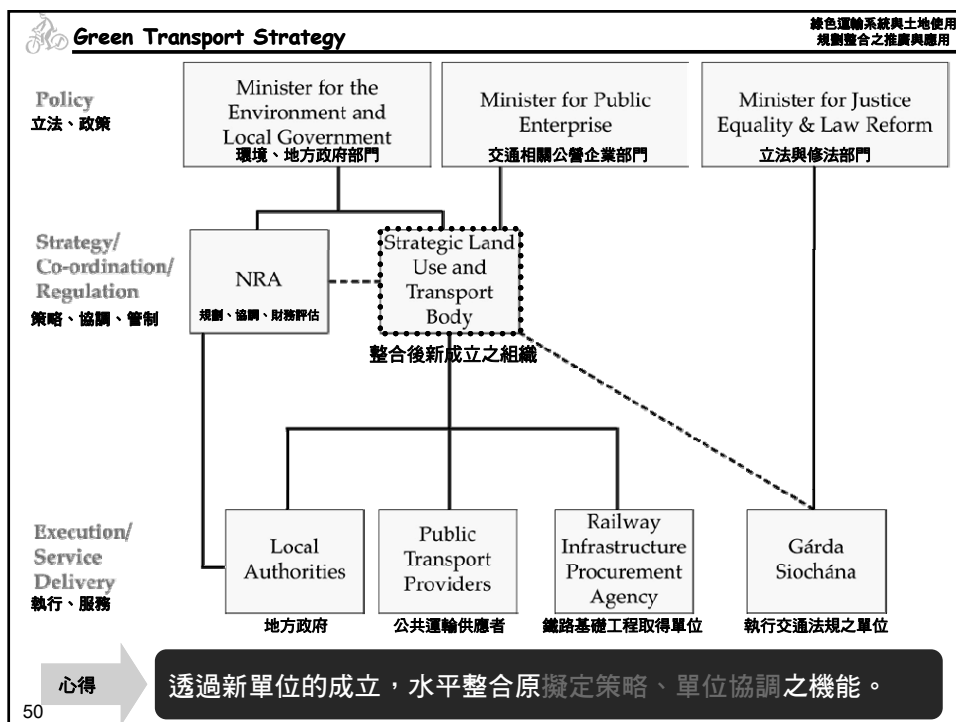 Green Transport Strategy
綠色運輸系統與土地使用
規劃整合之推廣與應用
Policy
立法、政策
Minister for the
Environment and
Local Government
環境、地方政府部門
Minister for Public
Enterprise
交通相關公營企業部門
Minister for Justice
Equality & Law Reform
立法與修法部門
Strategy/
Co-ordination/
Regulation
策略、協調、管制
NRA
規劃、協調、財務評估
Strategic Land
Use and
Transport
Body
整合後新成立之組織
Execution/
Service
Delivery
執行、服務
Local
Authorities
地方政府
Public
Transport
Providers
公共運輸供應者
Railway
Infrastructure
Procurement
Agency
鐵路基礎工程取得單位
Gárda
Siochána
執行交通法規之單位
心得
透過新單位的成立，水平整合原擬定策略、單位協調之機能。
50